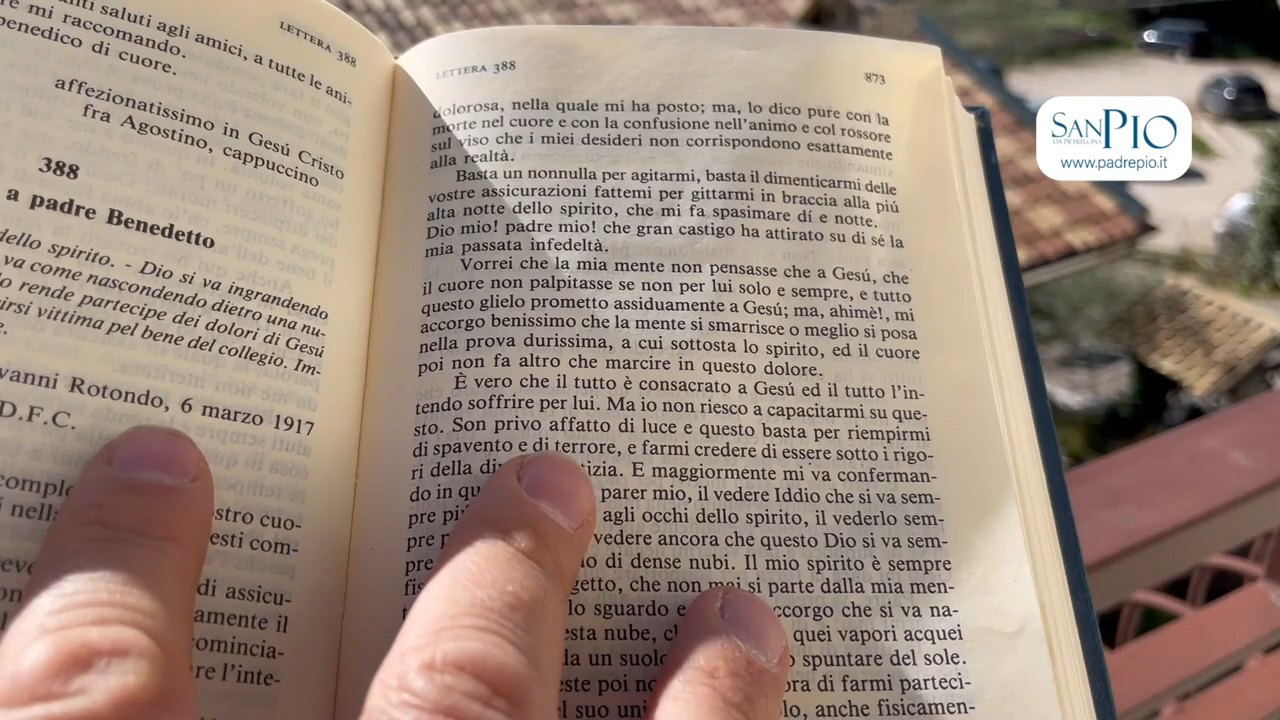 nti saluti agli amici, a tutte le ani-
mi raccomando.
benedico di cuore.
LETTERA 388
affezionatissimo in Gesú Cristo
fra Agostino, cappuccino
388
a padre Benedetto
dello spirito. - Dio si va ingrandendo
va come nascondendo dietro una nu-
lo rende partecipe dei dolori di Gesú
irsi vittima pel bene del collegio. Im-
vanni Rotondo, 6 marzo 1917
D.F.C.
comple
nella
ostro cuo-
esti com-
di assicu-
amente il
comincia-
re l'inte-
LETTERA 388
873
dolorosa, nella quale mi ha posto; ma, lo dico pure con la
morte nel cuore e con la confusione nell'animo e col rossore
sul viso che i miei desideri non corrispondono esattamente
alla realtà.
Basta un nonnulla per agitarmi, basta il dimenticarmi delle
vostre assicurazioni fattemi per gittarmi in braccia alla piú
alta notte dello spirito, che mi fa spasimare dí e notte.
Dio mio! padre mio! che gran castigo ha attirato su di sé la
mia passata infedeltà.
Vorrei che la mia mente non pensasse che a Gesú, che
il cuore non palpitasse se non per lui solo e sempre, e tutto
questo glielo prometto assiduamente a Gesú; ma, ahimè!, mi
accorgo benissimo che la mente si smarrisce o meglio si posa
nella prova durissima, a cui sottosta lo spirito, ed il cuore
poi non fa altro che marcire in questo dolore.
È vero che il tutto è consacrato a Gesú ed il tutto l'in-
tendo soffrire per lui. Ma io non riesco a capacitarmi su que-
sto. Son privo affatto di luce e questo basta per riempirmi
di spavento e di terrore, e farmi credere di essere sotto i rigo-
ri della di tizia. E maggiormente mi va conferman-
do in qu parer mio, il vedere Iddio che si va sem-
pre pi agli occhi dello spirito, il vederlo sem-
pre vedere ancora che questo Dio si va sem-
pre o di dense nubi. Il mio spirito è sempre
fis getto, che non mai si parte dalla mia men-
lo sguardo e ccorgo che si va na-
esta nube, quei vapori acquei
da un suolo spuntare del sole.
este poi no ora di farmi parteci-
l suo uni lo, anche fisicamen-
SAN PIO
DA PIETRELCINA
www.padrepio.it